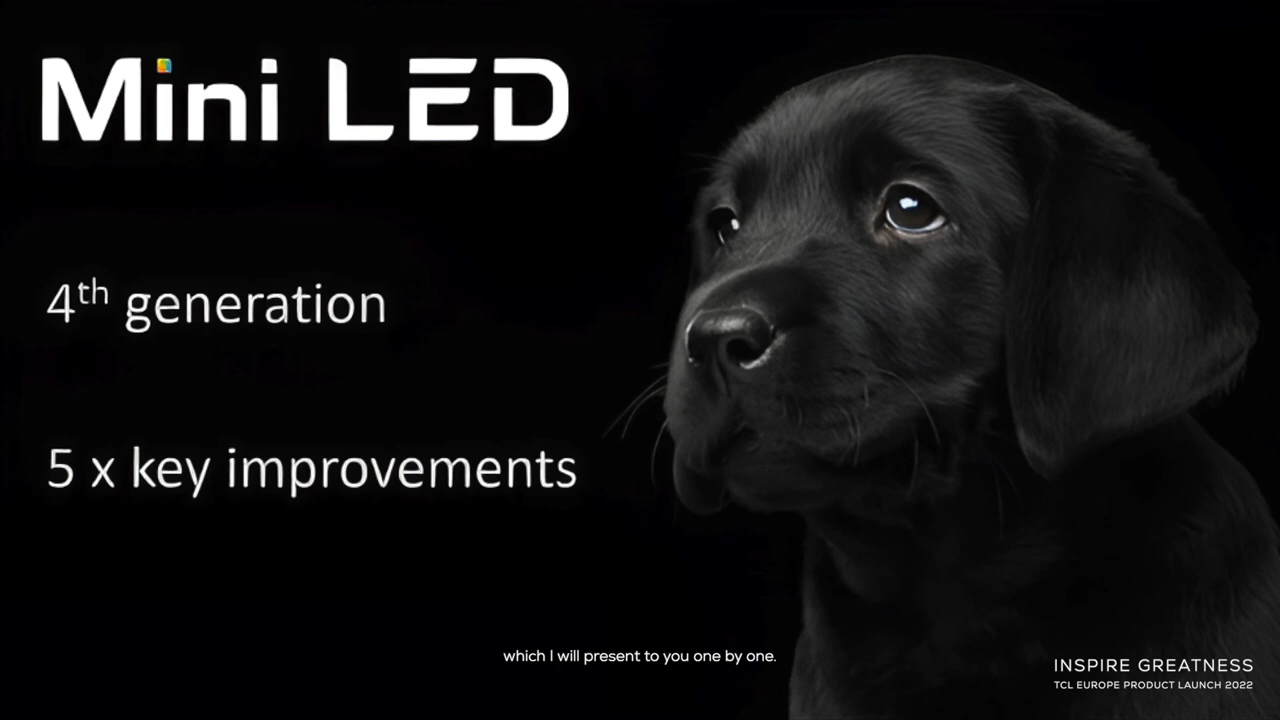 Mini LED
4th generation
5 x key improvements
which I will present to you one by one.
INSPIRE GREATNESS
TCL EUROPE PRODUCT LAUNCH 2022